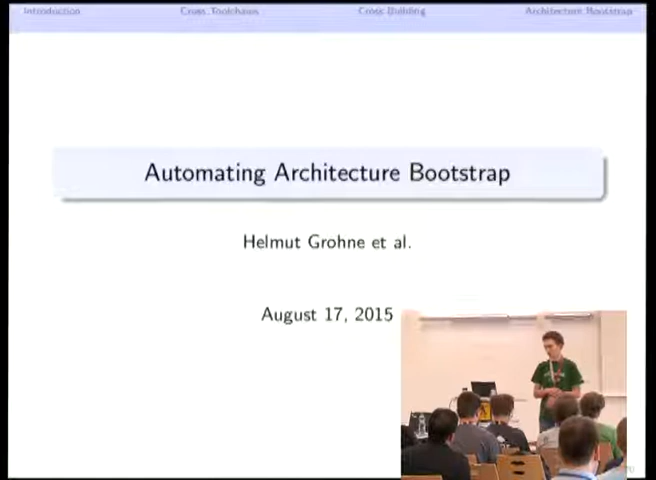 Introduction Cross Toolchains Cross Building Architecture Bootstrap
Automating Architecture Bootstrap
Helmut Grohne et al.
August 17, 2015